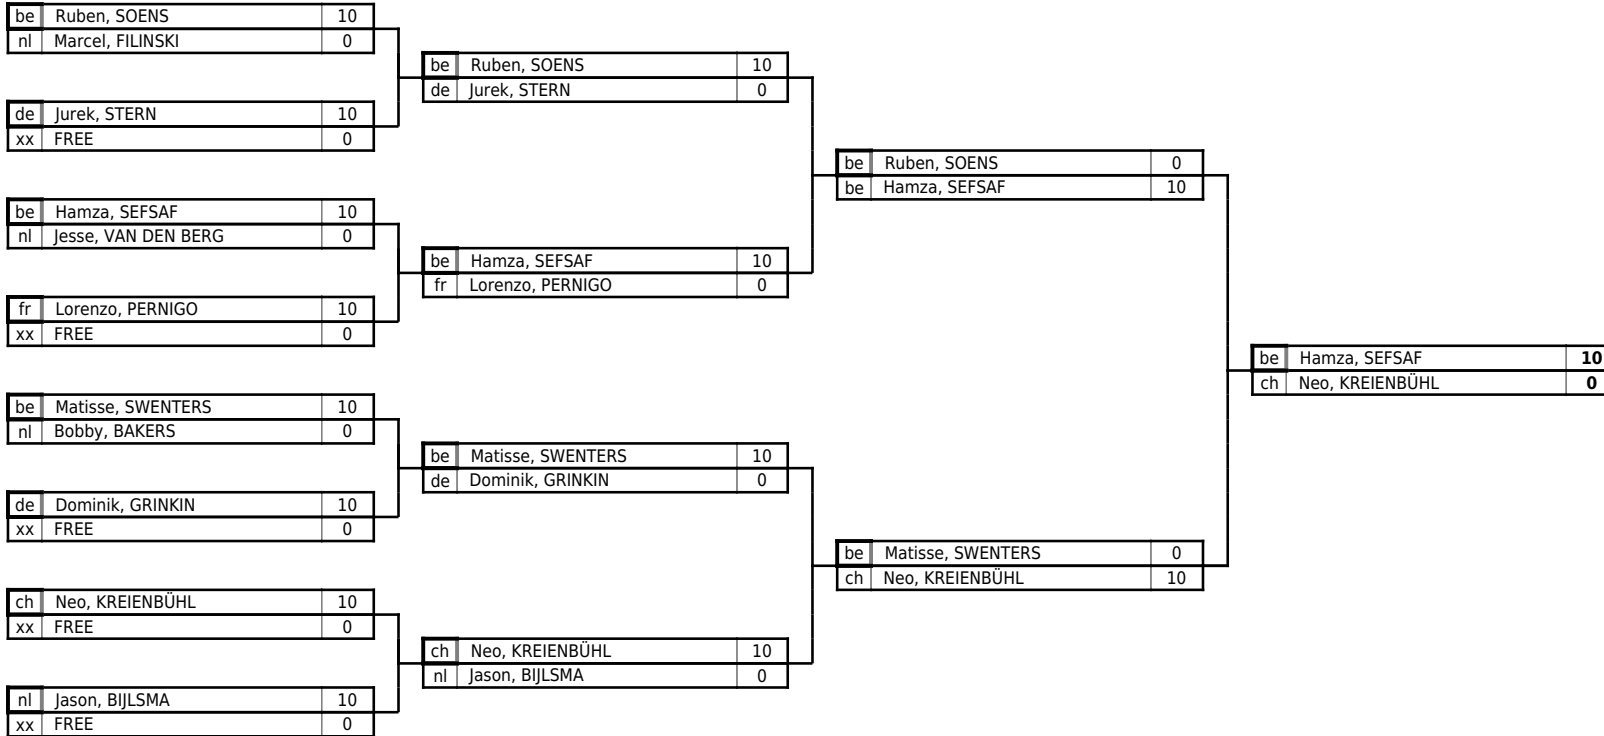 be Ruben, SOENS 10
nl Marcel, FILINSKI 0
de Jurek, STERN 10
xx FREE 0
be Hamza, SEFSAF 10
nl Jesse, VAN DEN BERG 0
fr Lorenzo, PERNIGO 10
xx FREE 0
be Matisse, SWENTERS 10
nl Bobby, BAKERS 0
de Dominik, GRINKIN 10
xx FREE 0
ch Neo, KREIENBÜHL 10
xx FREE 0
nl Jason, BIJLSMA 10
xx FREE 0
be Ruben, SOENS 10
de Jurek, STERN 0
be Hamza, SEFSAF 10
fr Lorenzo, PERNIGO 0
be Matisse, SWENTERS 10
de Dominik, GRINKIN 0
ch Neo, KREIENBÜHL 10
nl Jason, BIJLSMA 0
be Ruben, SOENS 0
be Hamza, SEFSAF 10
be Matisse, SWENTERS 0
ch Neo, KREIENBÜHL 10
be Hamza, SEFSAF 10
ch Neo, KREIENBÜHL 0